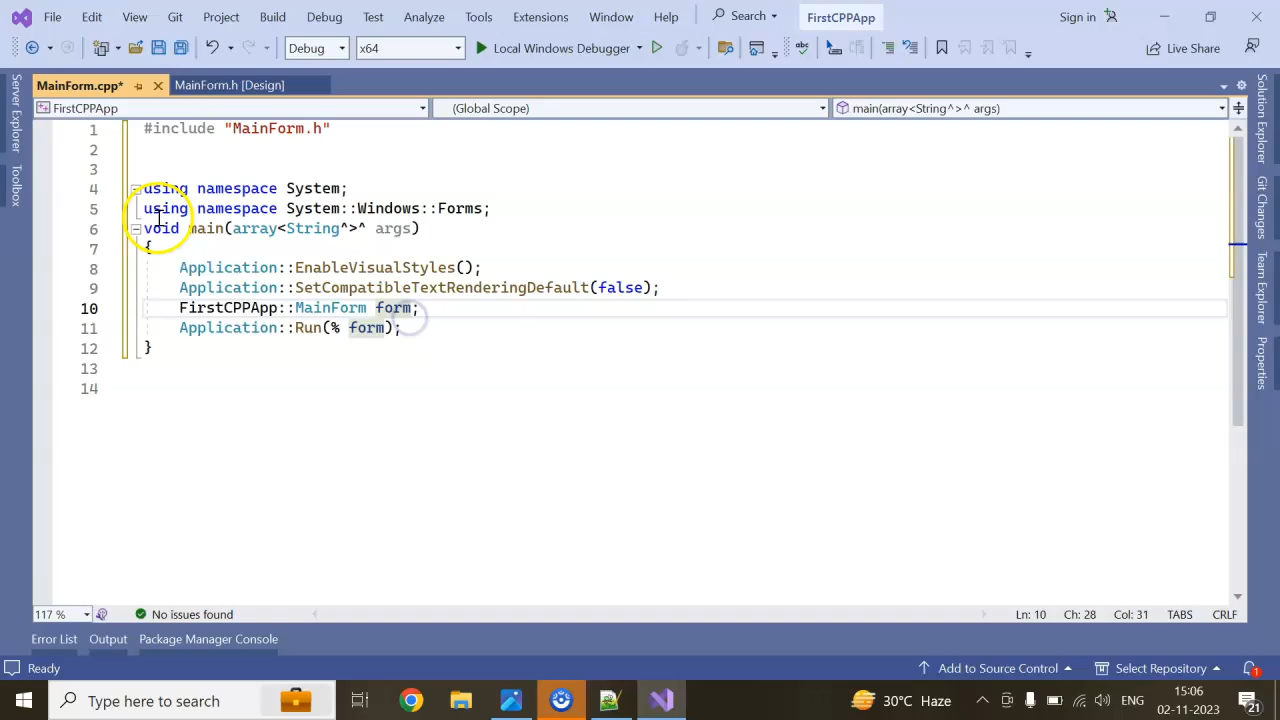 File Edit View Git Project Build Debug Test Analyze Tools Extensions Window Help Search FirstCPPApp Sign in
Debug x64 Local Windows Debugger Live Share
MainForm.cpp* MainForm.h [Design]
FirstCPPApp (Global Scope) main(array<String^>^ args)
1 #include "MainForm.h"
2
3
4 using namespace System;
5 using namespace System::Windows::Forms;
6 void main(array<String^>^ args)
7 {
8 Application::EnableVisualStyles();
9 Application::SetCompatibleTextRenderingDefault(false);
10 FirstCPPApp::MainForm form;
11 Application::Run(% form);
12 }
13
14
Server Explorer
Toolbox
Solution Explorer
Git Changes
Team Explorer
Properties
117 % No issues found Ln: 10 Ch: 28 Col: 31 TABS CRLF
Error List Output Package Manager Console
Ready Add to Source Control Select Repository 1
Type here to search 30°C Haze ENG 15:06
02-11-2023 21